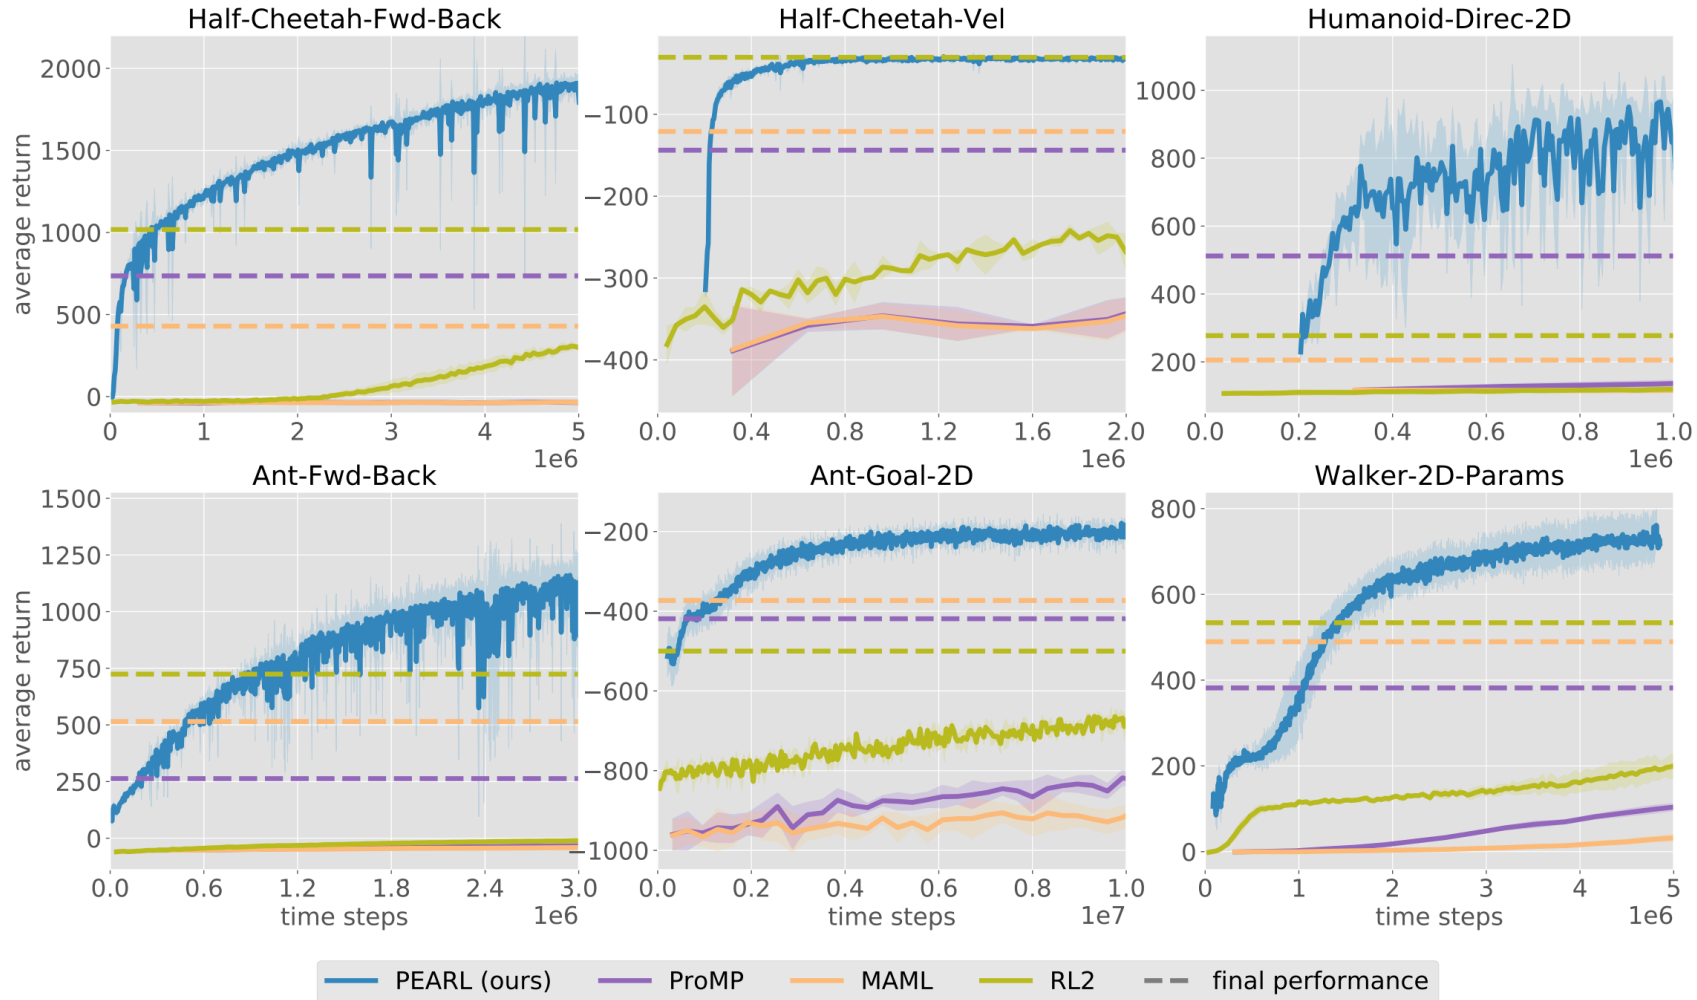 Half-Cheetah-Fwd-Back
Half-Cheetah-Vel
Humanoid-Direc-2D
average return
2000
1500
1000
500
0
0 1 2 3 4 5
1e6
−100
−200
−300
−400
0.0 0.4 0.8 1.2 1.6 2.0
1e6
1000
800
600
400
200
0.0 0.2 0.4 0.6 0.8 1.0
1e6
Ant-Fwd-Back
Ant-Goal-2D
Walker-2D-Params
average return
1500
1250
1000
750
500
250
0
0.0 0.6 1.2 1.8 2.4 3.0
time steps 1e6
−200
−400
−600
−800
−1000
0.0 0.2 0.4 0.6 0.8 1.0
time steps 1e7
800
600
400
200
0
0 1 2 3 4 5
time steps 1e6
PEARL (ours) ProMP MAML RL2 final performance